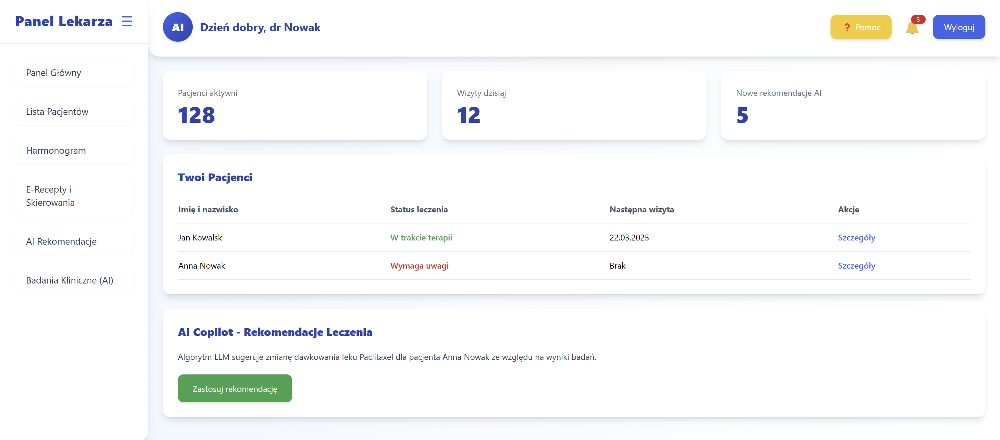 Panel Lekarza ☰
Panel Główny
Lista Pacjentów
Harmonogram
E-Recepty i
Skierowania
AI Rekomendacje
Badania Kliniczne (AI)
AI Dzień dobry, dr Nowak
❓ Pomoc
3
Wyloguj
Pacjenci aktywni
128
Wizyty dzisiaj
12
Nowe rekomendacje AI
5
Twoi Pacjenci
Imię i nazwisko Status leczenia Następna wizyta Akcje
Jan Kowalski W trakcie terapii 22.03.2025 Szczegóły
Anna Nowak Wymaga uwagi Brak Szczegóły
AI Copilot - Rekomendacje Leczenia
Algorytm LLM sugeruje zmianę dawkowania leku Paclitaxel dla pacjenta Anna Nowak ze względu na wyniki badań.
Zastosuj rekomendację